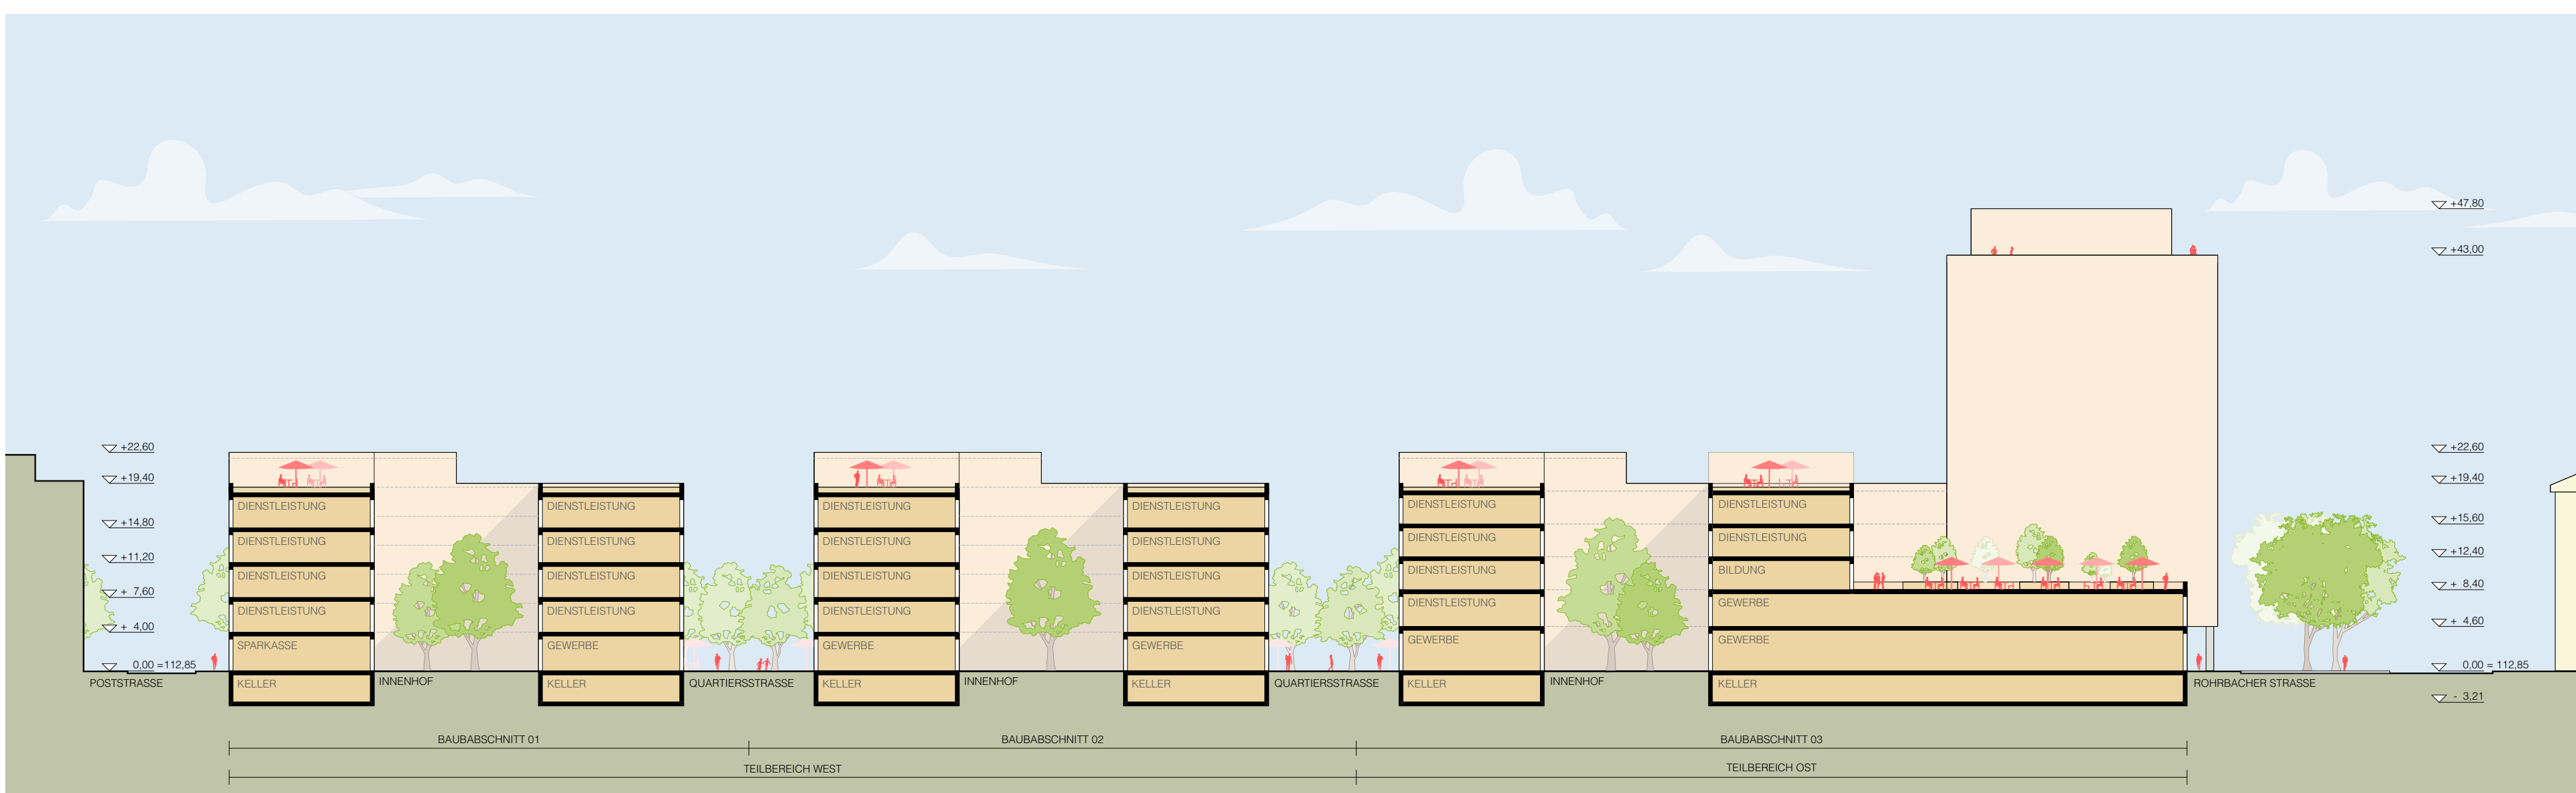 +47,80
+43,00
+22,60
+22,60
+19,40
+19,40
DIENSTLEISTUNG
DIENSTLEISTUNG
DIENSTLEISTUNG
DIENSTLEISTUNG
DIENSTLEISTUNG
DIENSTLEISTUNG
+14,80
+15,60
DIENSTLEISTUNG
DIENSTLEISTUNG
DIENSTLEISTUNG
DIENSTLEISTUNG
DIENSTLEISTUNG
DIENSTLEISTUNG
+11,20
+12,40
DIENSTLEISTUNG
DIENSTLEISTUNG
DIENSTLEISTUNG
DIENSTLEISTUNG
DIENSTLEISTUNG
BILDUNG
+ 7,60
+ 8,40
DIENSTLEISTUNG
DIENSTLEISTUNG
DIENSTLEISTUNG
DIENSTLEISTUNG
DIENSTLEISTUNG
GEWERBE
+ 4,00
+ 4,60
SPARKASSE
GEWERBE
GEWERBE
GEWERBE
GEWERBE
GEWERBE
0,00 =112,85
0,00 = 112,85
POSTSTRASSE
KELLER
INNENHOF
KELLER
QUARTIERSSTRASSE
KELLER
INNENHOF
KELLER
QUARTIERSSTRASSE
KELLER
INNENHOF
KELLER
ROHRBACHER STRASSE
- 3,21
BAUBABSCHNITT 01
BAUBABSCHNITT 02
BAUBABSCHNITT 03
TEILBEREICH WEST
TEILBEREICH OST